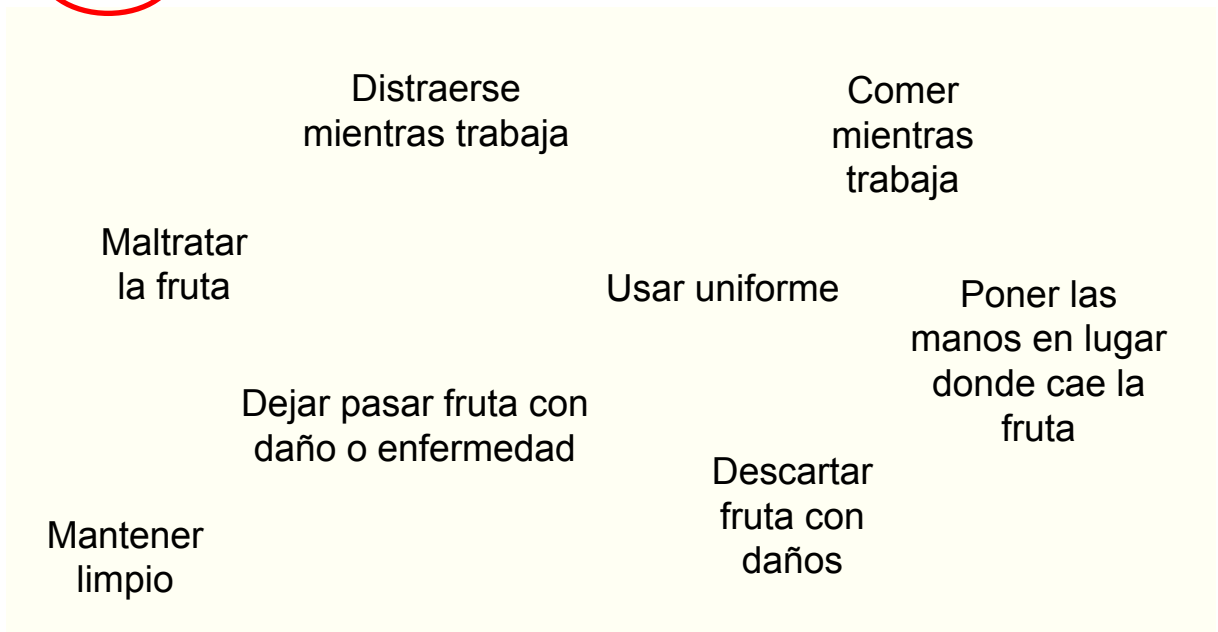 Distraerse
mientras trabaja
Comer
mientras
trabaja
Maltratar
la fruta
Usar uniforme
Poner las
manos en lugar
donde cae la
fruta
Dejar pasar fruta con
daño o enfermedad
Descartar
fruta con
daños
Mantener
limpio